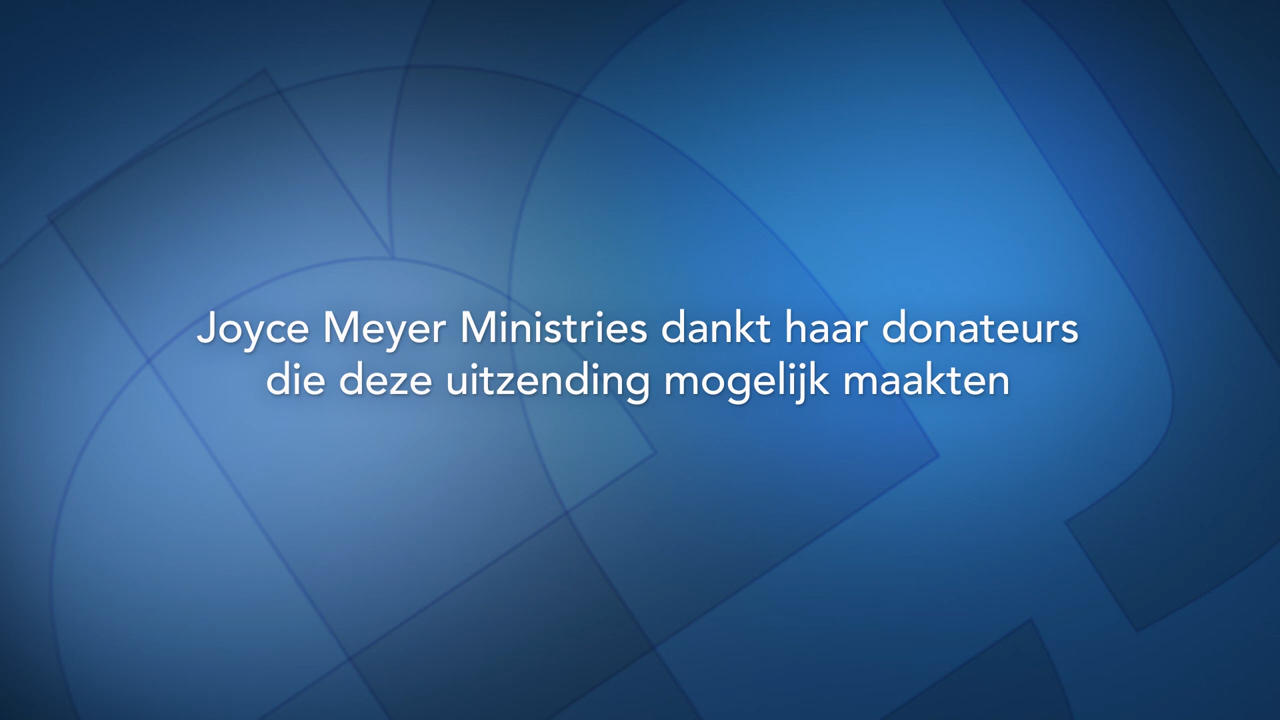 Joyce Meyer Ministries dankt haar donateurs
die deze uitzending mogelijk maakten